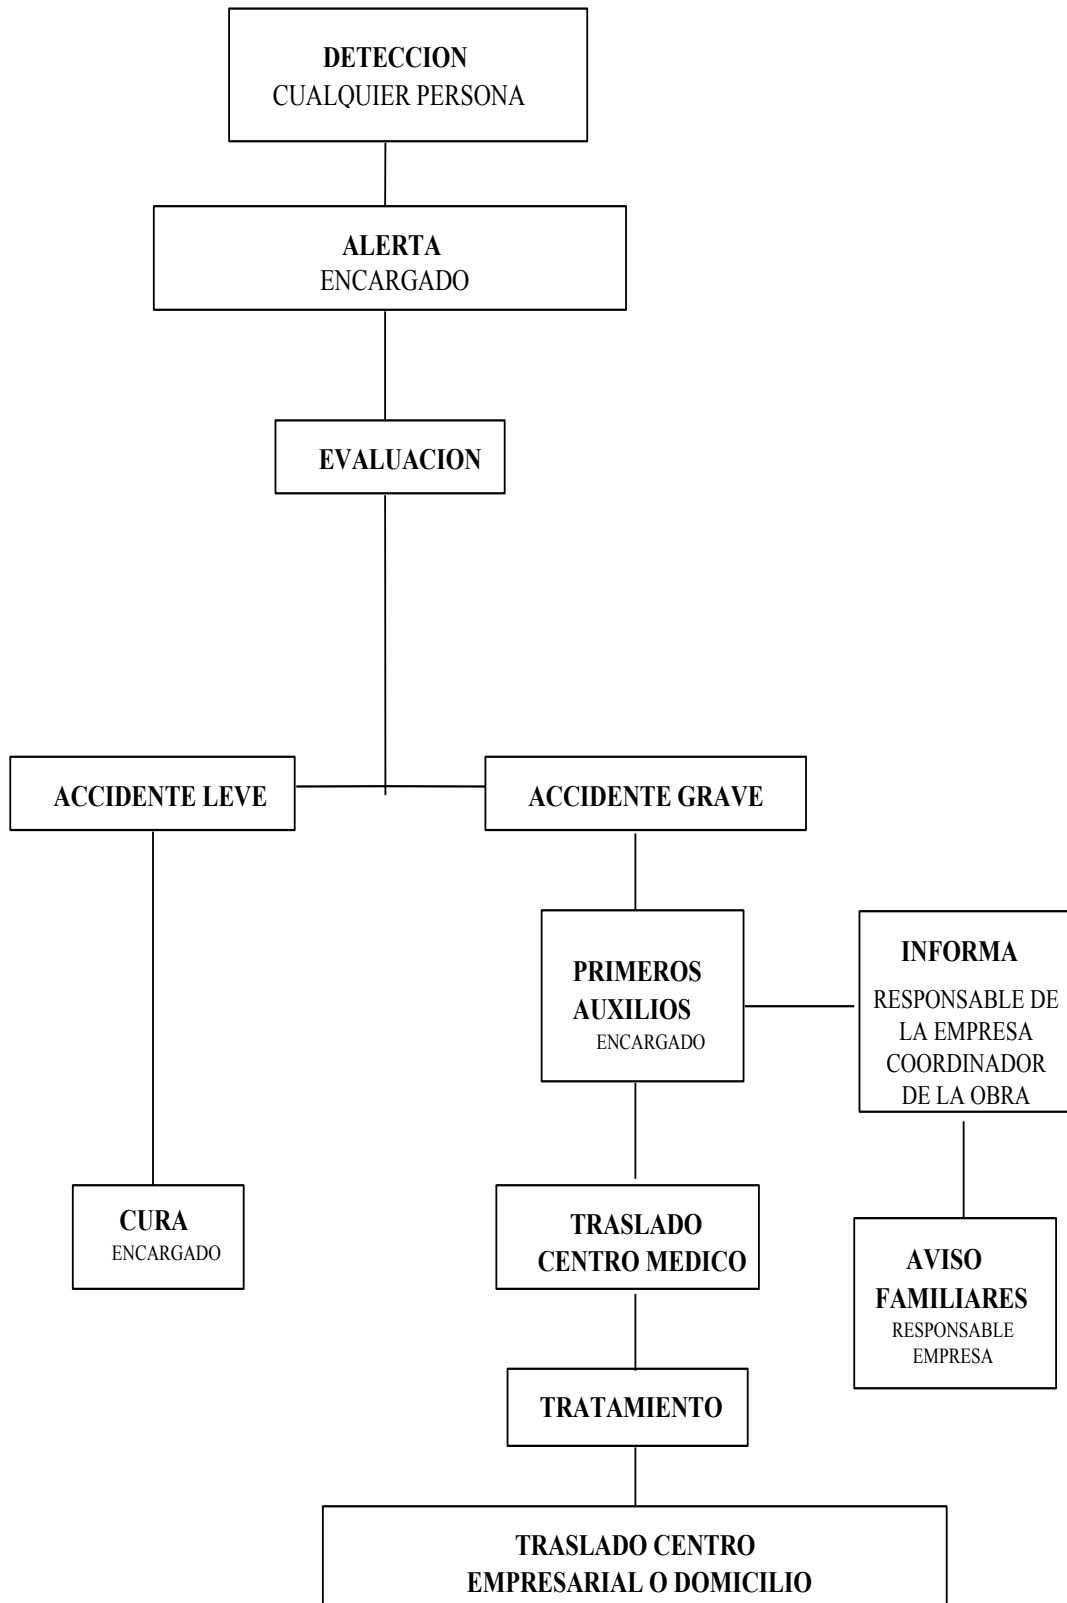 DETECCION
CUALQUIER PERSONA
ALERTA
ENCARGADO
EVALUACION
ACCIDENTE LEVE
ACCIDENTE GRAVE
PRIMEROS
AUXILIOS
ENCARGADO
INFORMA
RESPONSABLE DE
LA EMPRESA
COORDINADOR
DE LA OBRA
CURA
ENCARGADO
TRASLADO
CENTRO MEDICO
AVISO
FAMILIARES
RESPONSABLE
EMPRESA
TRATAMIENTO
TRASLADO CENTRO
EMPRESARIAL O DOMICILIO